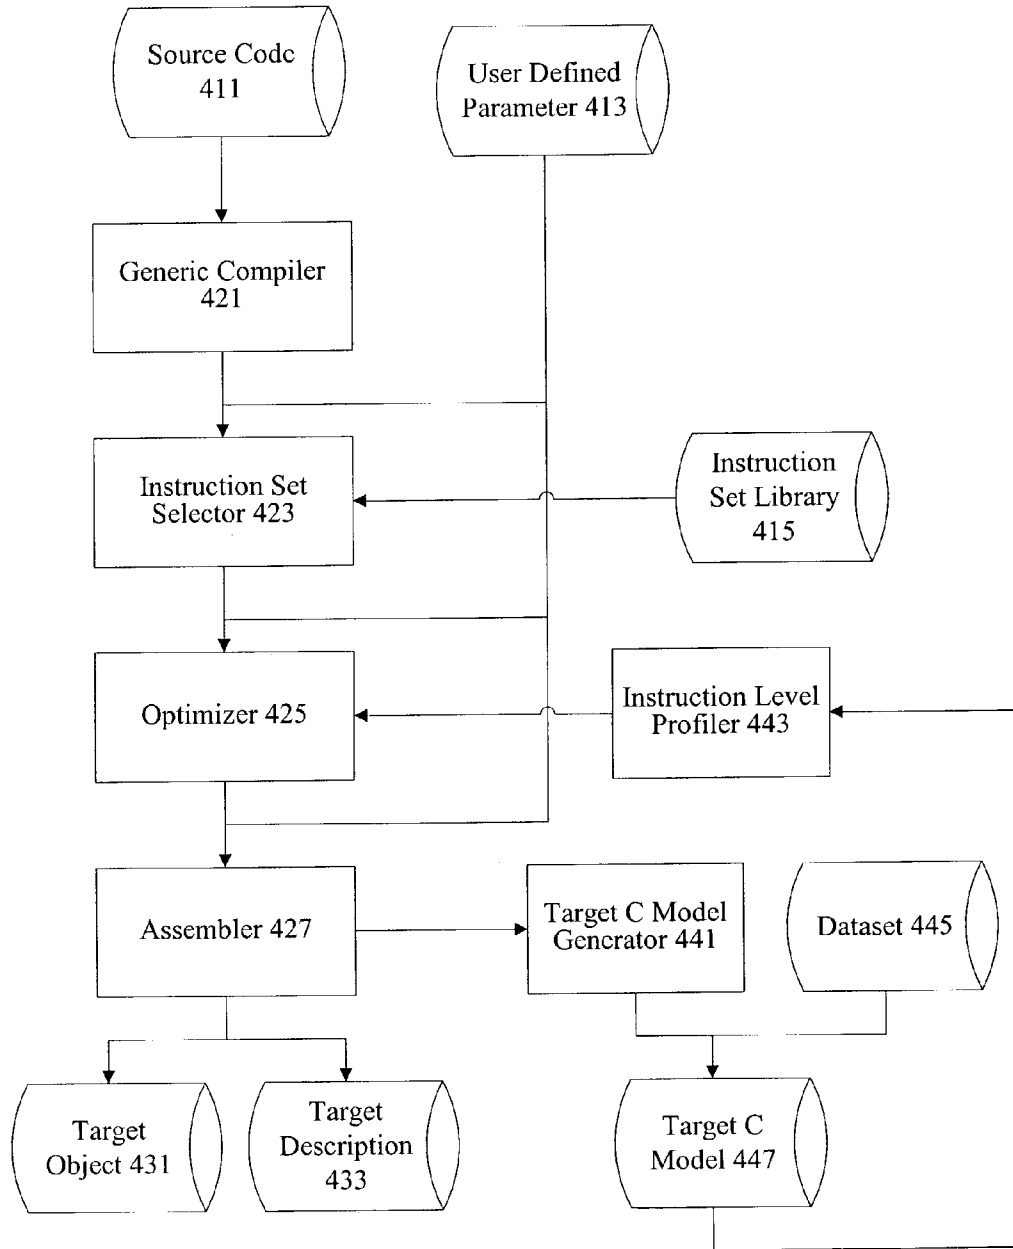 Source Code
411
User Defined
Parameter 413
Generic Compiler
421
Instruction Set
Selector 423
Instruction
Set Library
415
Optimizer 425
Instruction Level
Profiler 443
Assembler 427
Target C Model
Generator 441
Dataset 445
Target
Object 431
Target
Description
433
Target C
Model 447